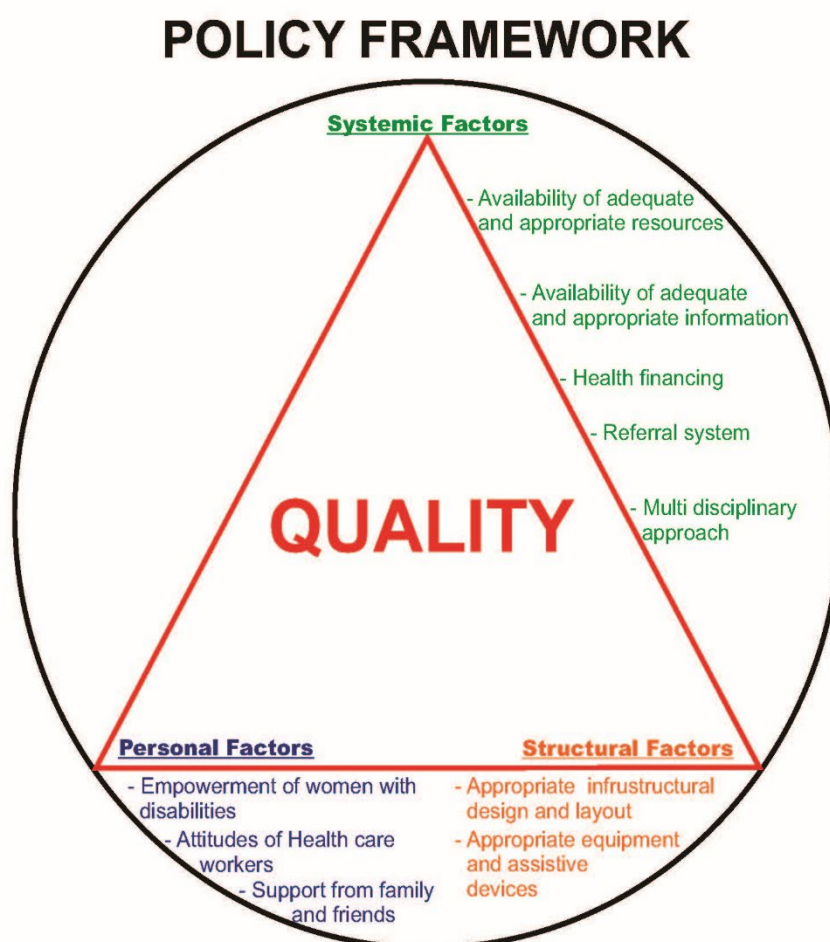 POLICY FRAMEWORK
Systemic Factors
- Availability of adequate
and appropriate resources
- Availability of adequate
and appropriate information
- Health financing
- Referral system
- Multi disciplinary
approach
QUALITY
Personal Factors
- Empowerment of women with
disabilities
- Attitudes of Health care
workers
- Support from family
and friends
Structural Factors
- Appropriate infrustructural
design and layout
- Appropriate equipment
and assistive
devices